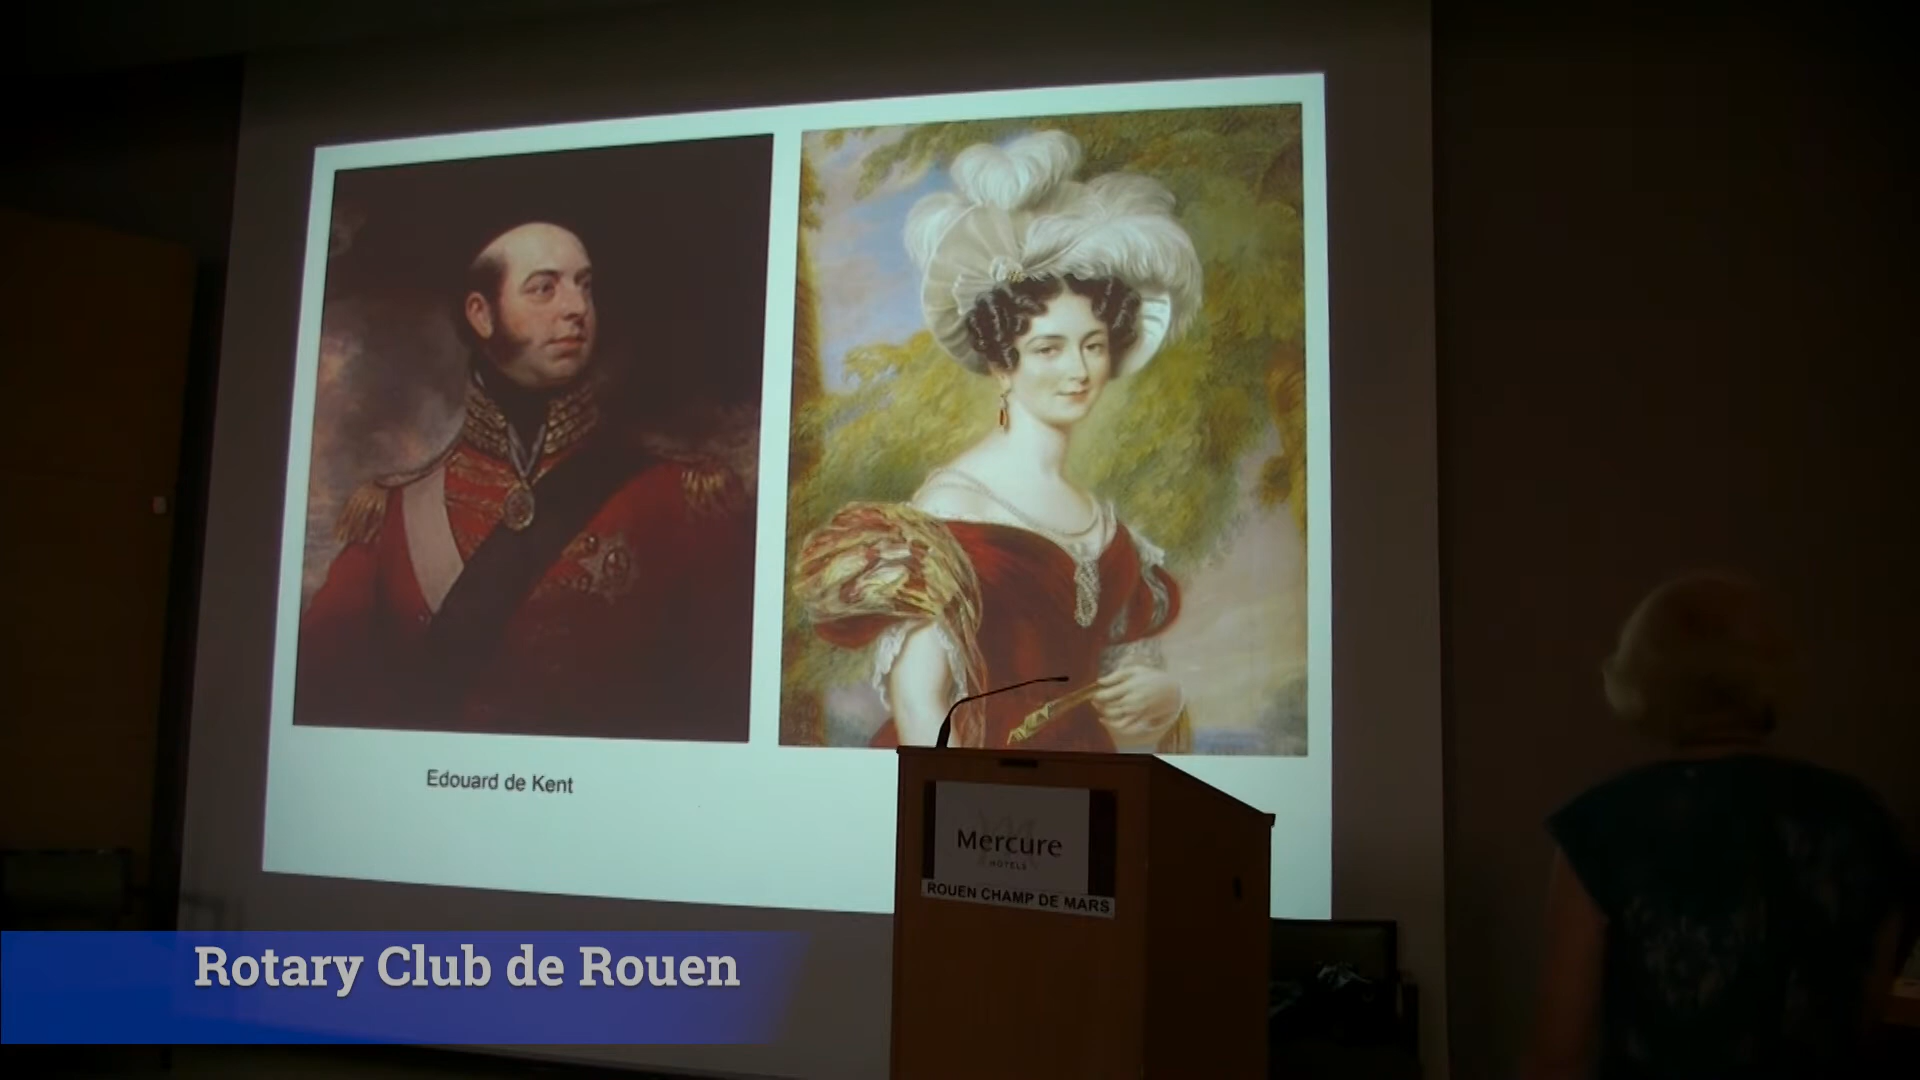 Edouard de Kent
Mercure
HOTELS
ROUEN CHAMP DE MARS
Rotary Club de Rouen